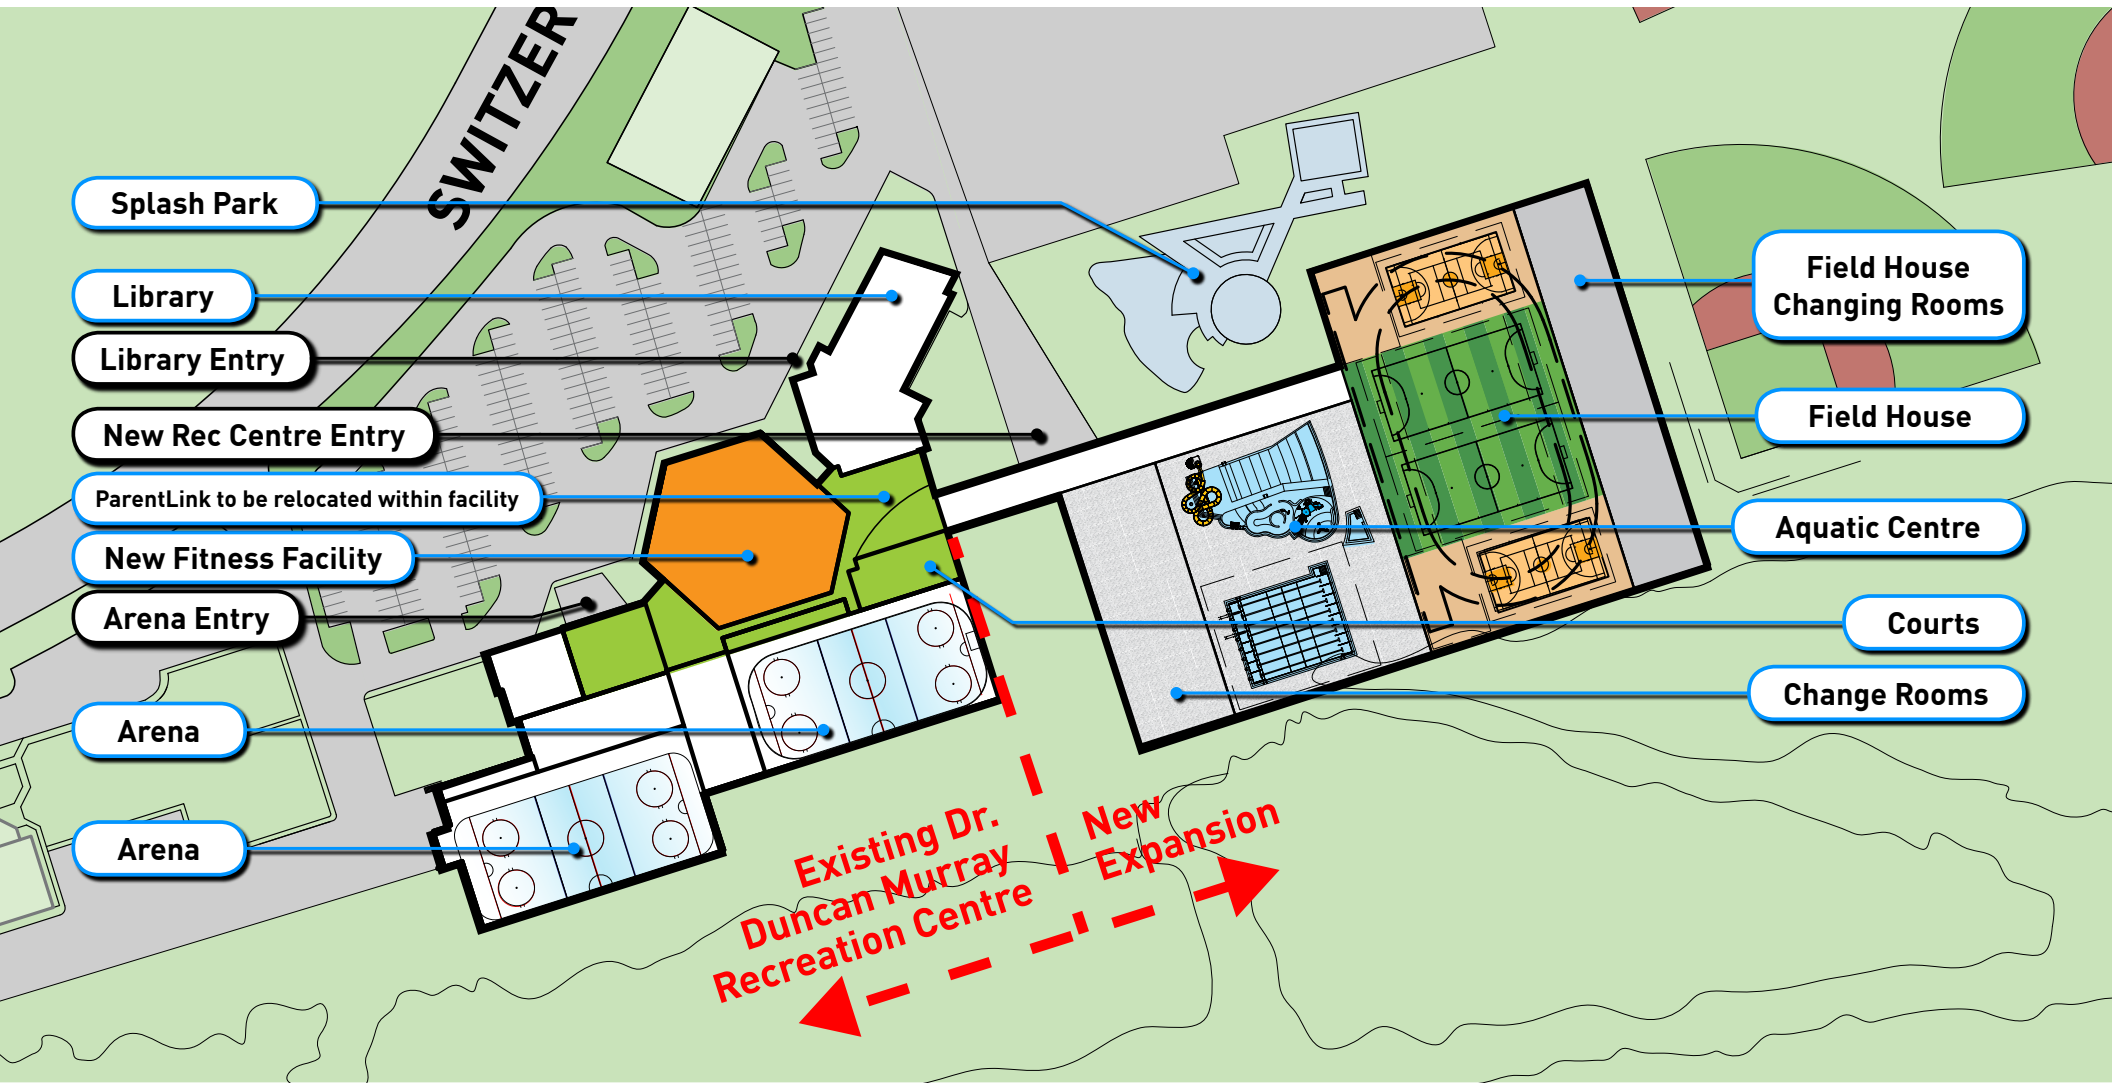 SWITZER
Splash Park
Library
Library Entry
New Rec Centre Entry
ParentLink to be relocated within facility
New Fitness Facility
Arena Entry
Arena
Arena
Field House
Changing Rooms
Field House
Aquatic Centre
Courts
Change Rooms
Existing Dr.
Duncan Murray
Recreation Centre
New
Expansion